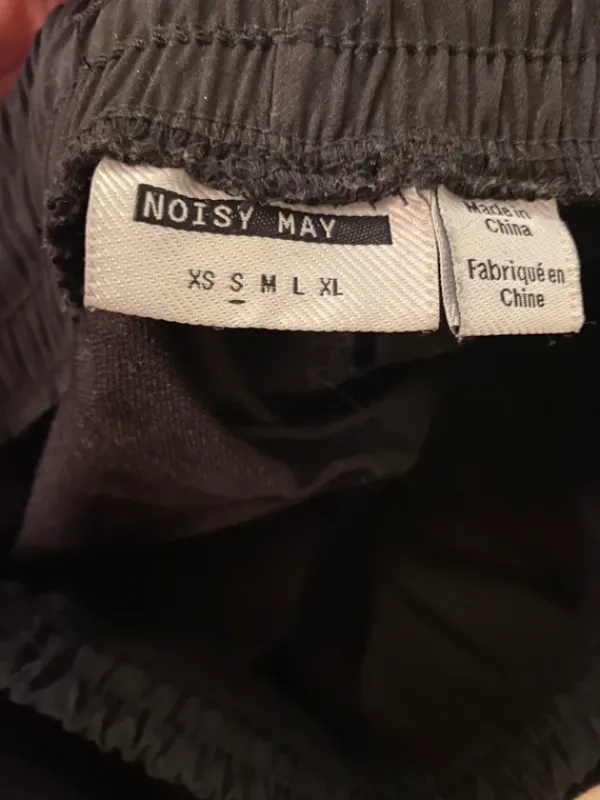 NOISY MAY
XS S M L XL
Made in
China
Fabriqué en
Chine